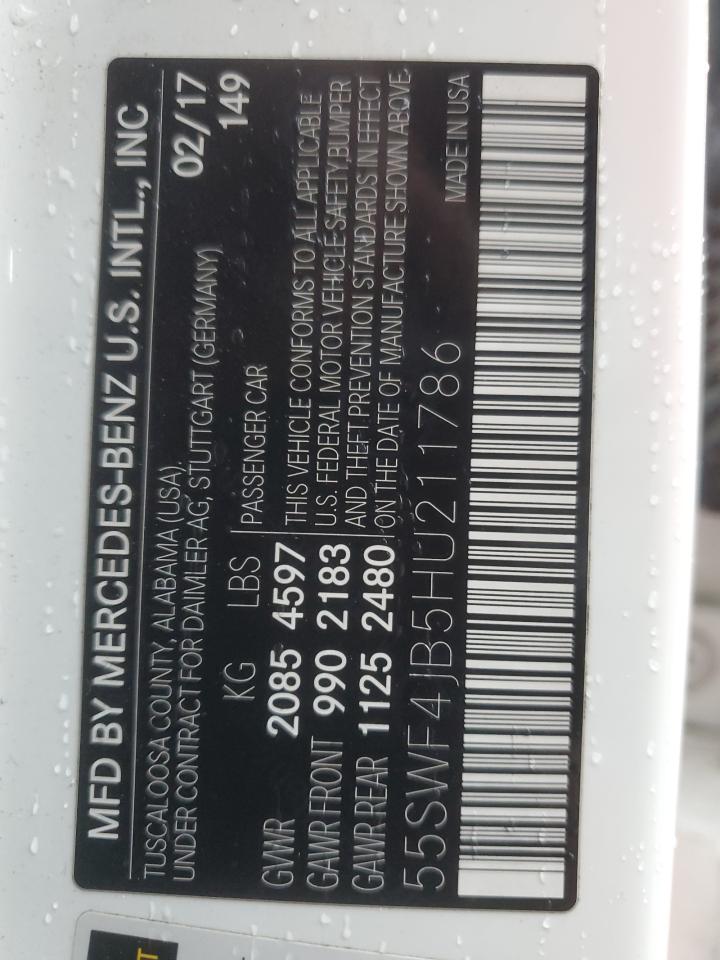 MFD BY MERCEDES-BENZ U.S. INTL., INC
TUSCALOOSA COUNTY, ALABAMA (USA),
UNDER CONTRACT FOR DAIMLER AG, STUTTGART (GERMANY)
02/17
149
KG LBS
PASSENGER CAR
GVWR 2085 4597
GAWR FRONT 990 2183
GAWR REAR 1125 2480
THIS VEHICLE CONFORMS TO ALL APPLICABLE
U.S. FEDERAL MOTOR VEHICLE SAFETY, BUMPER
AND THEFT PREVENTION STANDARDS IN EFFECT
ON THE DATE OF MANUFACTURE SHOWN ABOVE.
55SWF4JB5HU211786
MADE IN USA